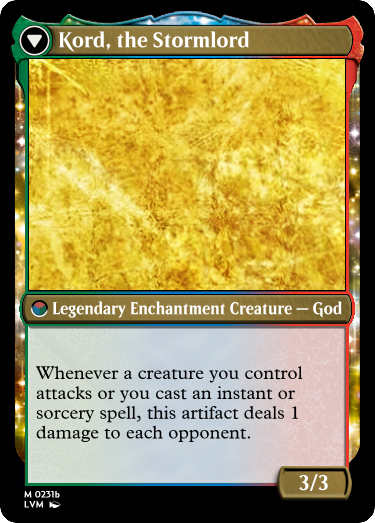 Kord, the Stormlord
Legendary Enchantment Creature — God
Whenever a creature you control
attacks or you cast an instant or
sorcery spell, this artifact deals 1
damage to each opponent.
3/3
M 0231b
LVM